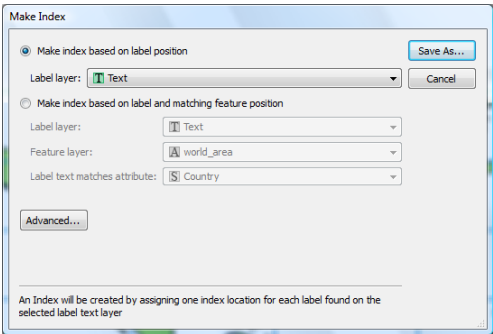 Make Index
Make index based on label position
Save As...
Label layer: T Text
Cancel
Make index based on label and matching feature position
Label layer: T Text
Feature layer: A world_area
Label text matches attribute: S Country
Advanced...
An Index will be created by assigning one index location for each label found on the
selected label text layer